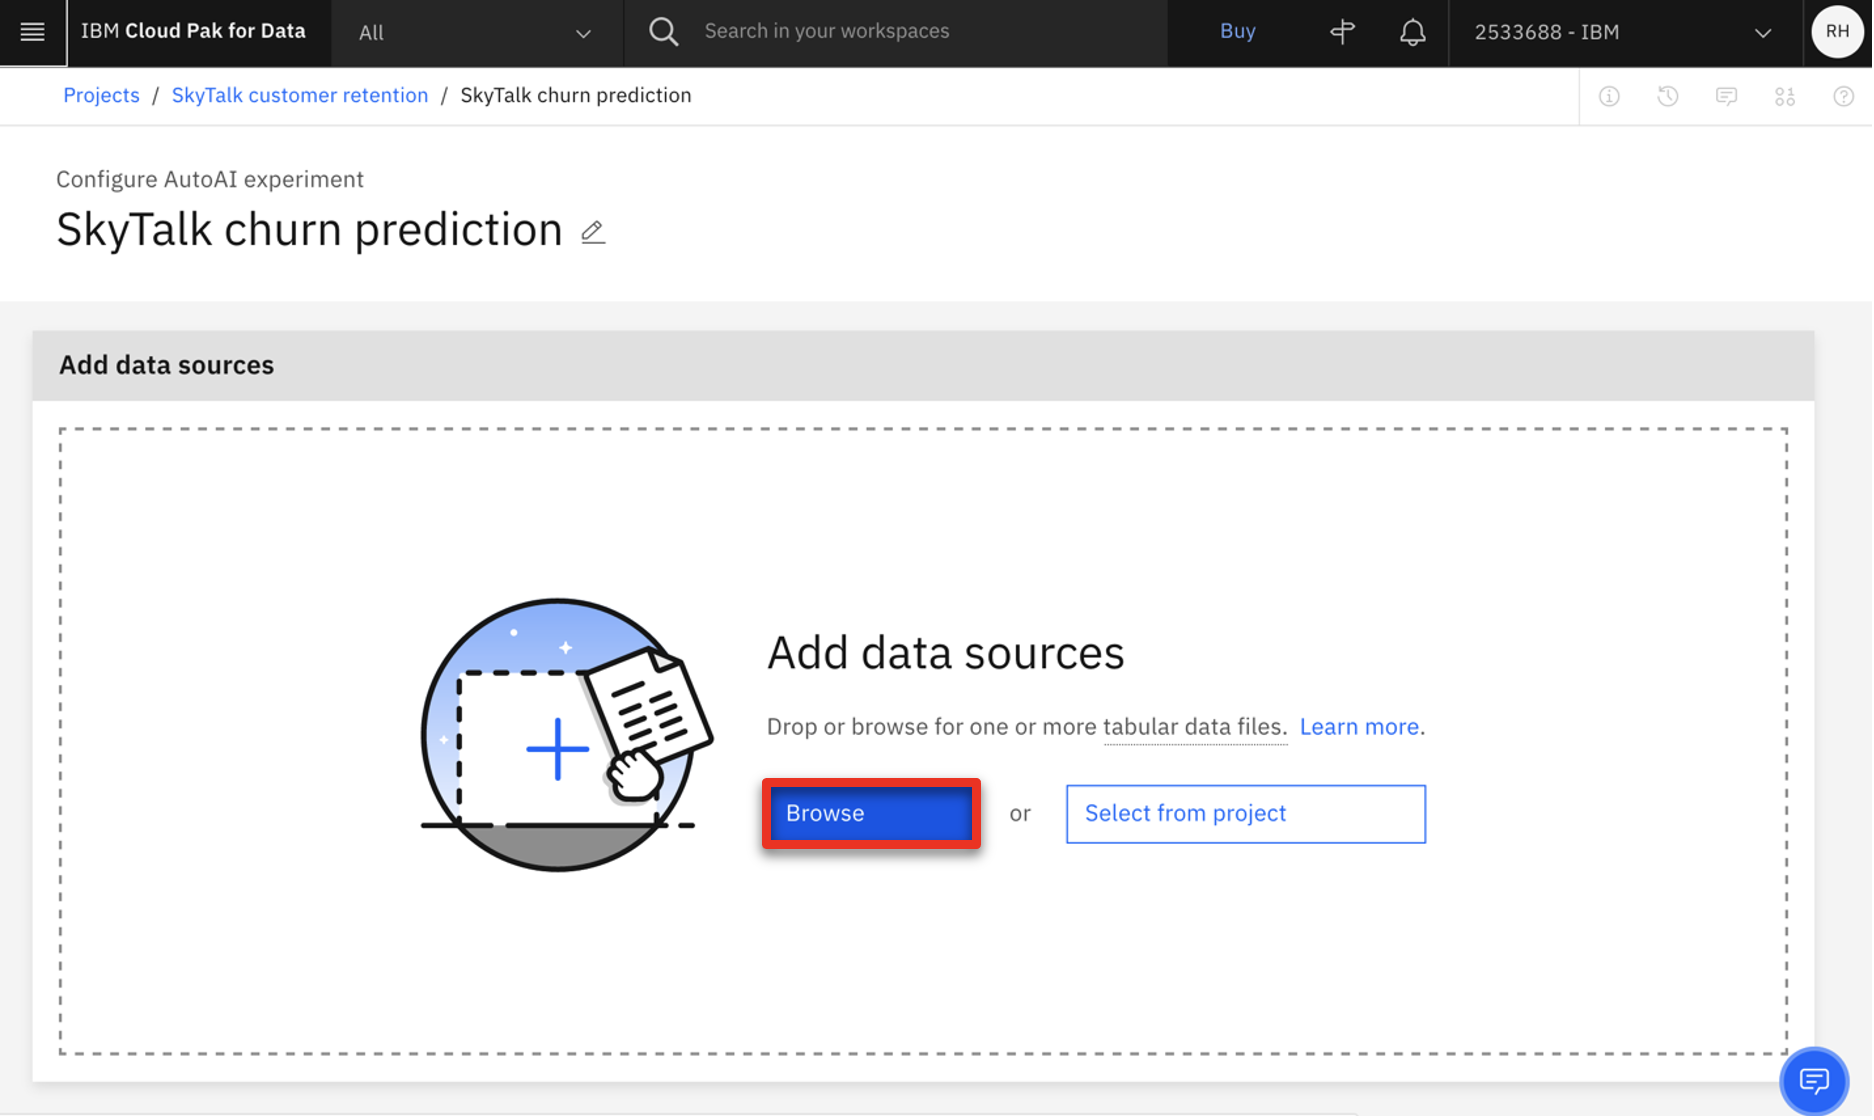 IBM Cloud Pak for Data
All
Search in your workspaces
Buy
2533688 - IBM
RH
Projects / SkyTalk customer retention / SkyTalk churn prediction
Configure AutoAI experiment
SkyTalk churn prediction
Add data sources
Add data sources
Drop or browse for one or more tabular data files. Learn more.
Browse or Select from project